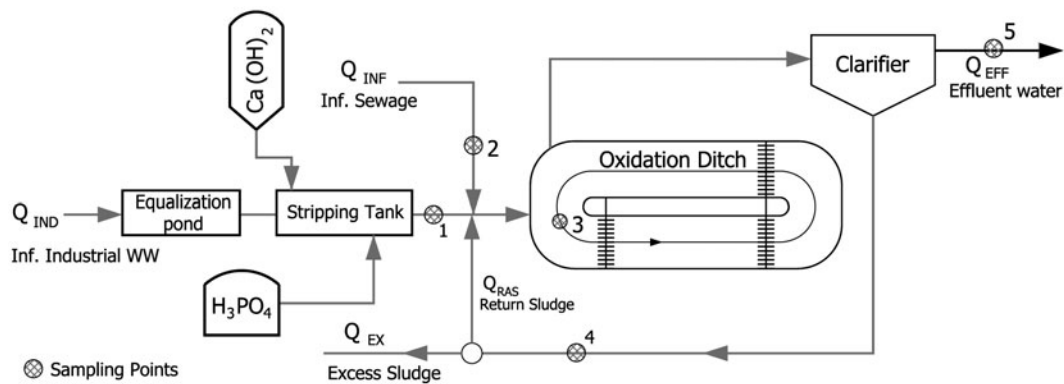 Ca(OH)2
Q INF
Inf. Sewage
2
Q IND
Inf. Industrial WW
Equalization
pond
Stripping Tank
1
H3PO4
QRAS
Return Sludge
Q EX
Excess Sludge
4
Oxidation Ditch
3
Clarifier
5
Q EFF
Effluent water
Sampling Points